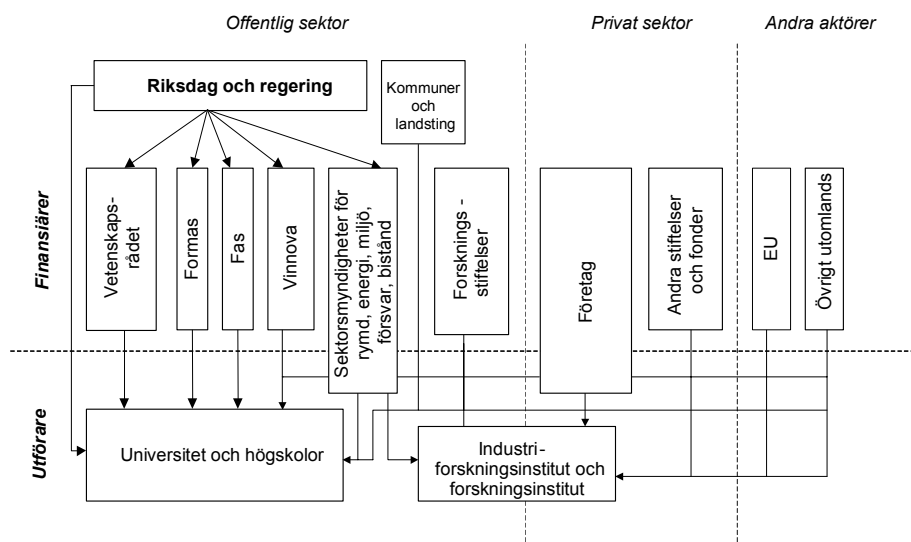 Offentlig sektor
Privat sektor
Andra aktörer
Riksdag och regering
Kommuner
och
landsting
Finansiärer
Vetenskaps-
rådet
Formas
Fas
Vinnova
Sektorsmyndigheter för
rymd, energi, miljö,
försvar, bistånd
Forsknings -
stiftelser
Företag
Andra stiftelser
och fonder
EU
Övrigt utomlands
Utförare
Universitet och högskolor
Industri-
forskningsinstitut och
forskningsinstitut